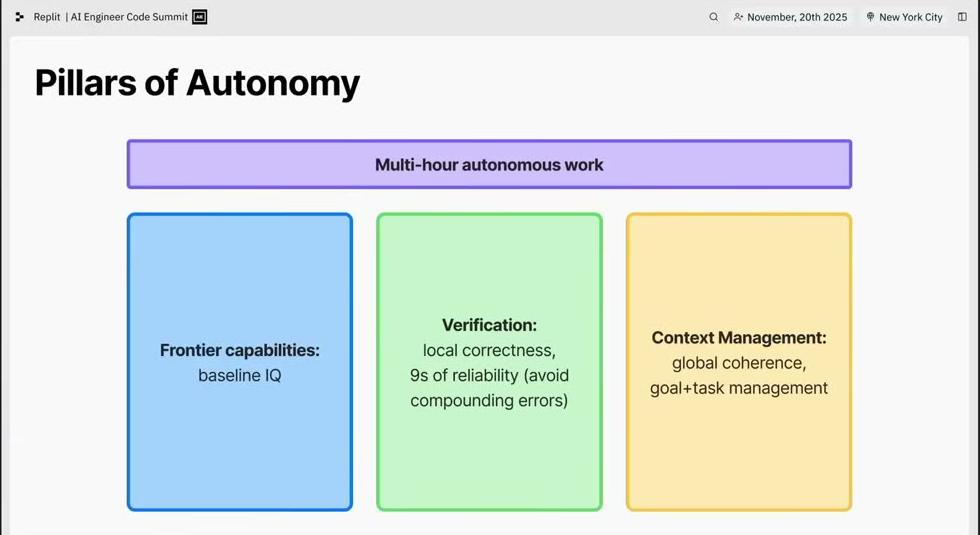 Replit | AI Engineer Code Summit AIE
November, 20th 2025
New York City
Pillars of Autonomy
Multi-hour autonomous work
Frontier capabilities:
baseline IQ
Verification:
local correctness,
9s of reliability (avoid
compounding errors)
Context Management:
global coherence,
goal+task management